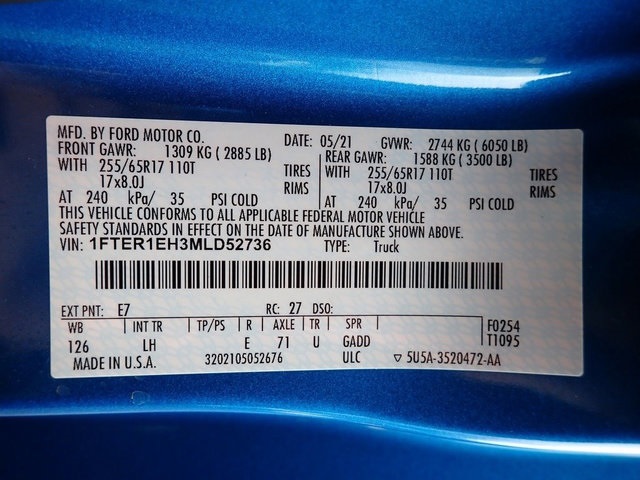 MFD. BY FORD MOTOR CO. DATE: 05/21 GVWR: 2744 KG ( 6050 LB)
FRONT GAWR: 1309 KG ( 2885 LB) REAR GAWR: 1588 KG ( 3500 LB)
WITH 255/65R17 110T TIRES WITH 255/65R17 110T TIRES
17x8.0J RIMS 17x8.0J RIMS
AT 240 kPa/ 35 PSI COLD AT 240 kPa/ 35 PSI COLD
THIS VEHICLE CONFORMS TO ALL APPLICABLE FEDERAL MOTOR VEHICLE
SAFETY STANDARDS IN EFFECT ON THE DATE OF MANUFACTURE SHOWN ABOVE.
VIN: 1FTER1EH3MLD52736 TYPE: Truck
EXT PNT: E7 RC: 27 DSO:
WB INT TR TP/PS R AXLE TR SPR F0254
126 LH E 71 U GADD T1095
MADE IN U.S.A. 3202105052676 ULC ▽ 5U5A-3520472-AA